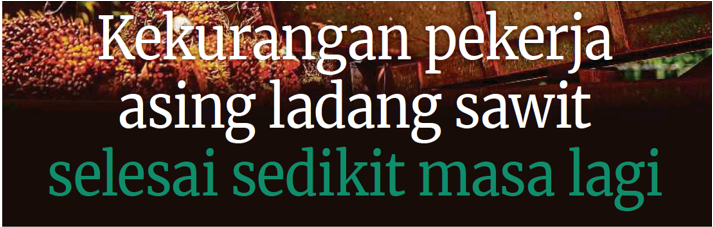 Kekurangan pekerja
asing ladang sawit
selesai sedikit masa lagi